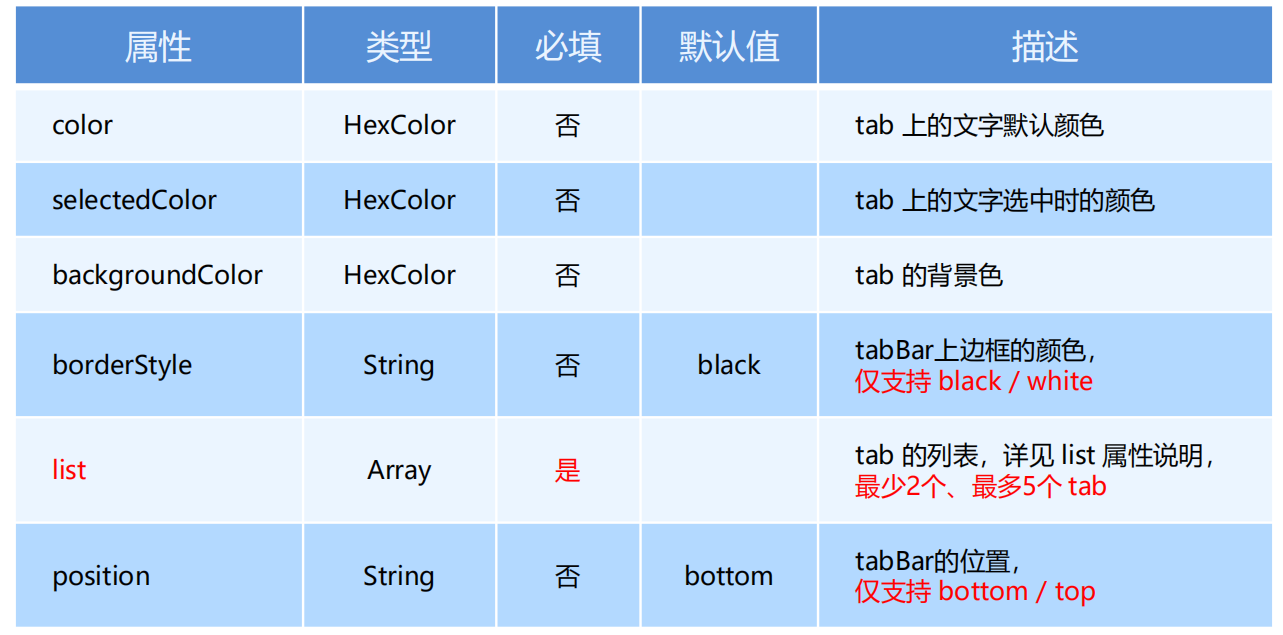 属性 类型 必填 默认值 描述
color HexColor 否 tab 上的文字默认颜色
selectedColor HexColor 否 tab 上的文字选中时的颜色
backgroundColor HexColor 否 tab 的背景色
borderStyle String 否 black tabBar上边框的颜色，
仅支持 black / white
list Array 是 tab 的列表，详见 list 属性说明，
最少2个、最多5个 tab
position String 否 bottom tabBar的位置，
仅支持 bottom / top